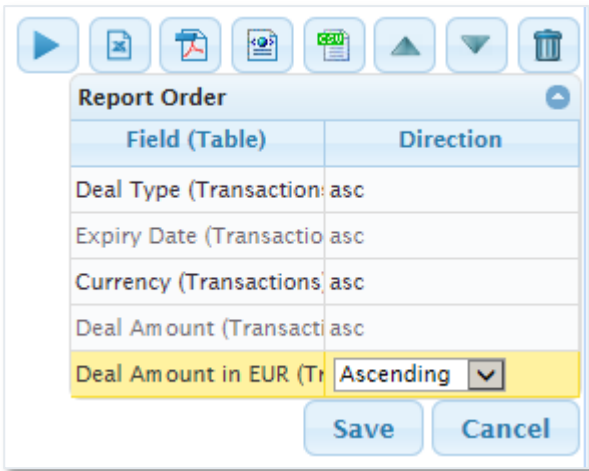 CSV
Report Order
Field (Table) Direction
Deal Type (Transaction asc
Expiry Date (Transactio asc
Currency (Transactions) asc
Deal Amount (Transacti asc
Deal Amount in EUR (Tr Ascending
Save Cancel